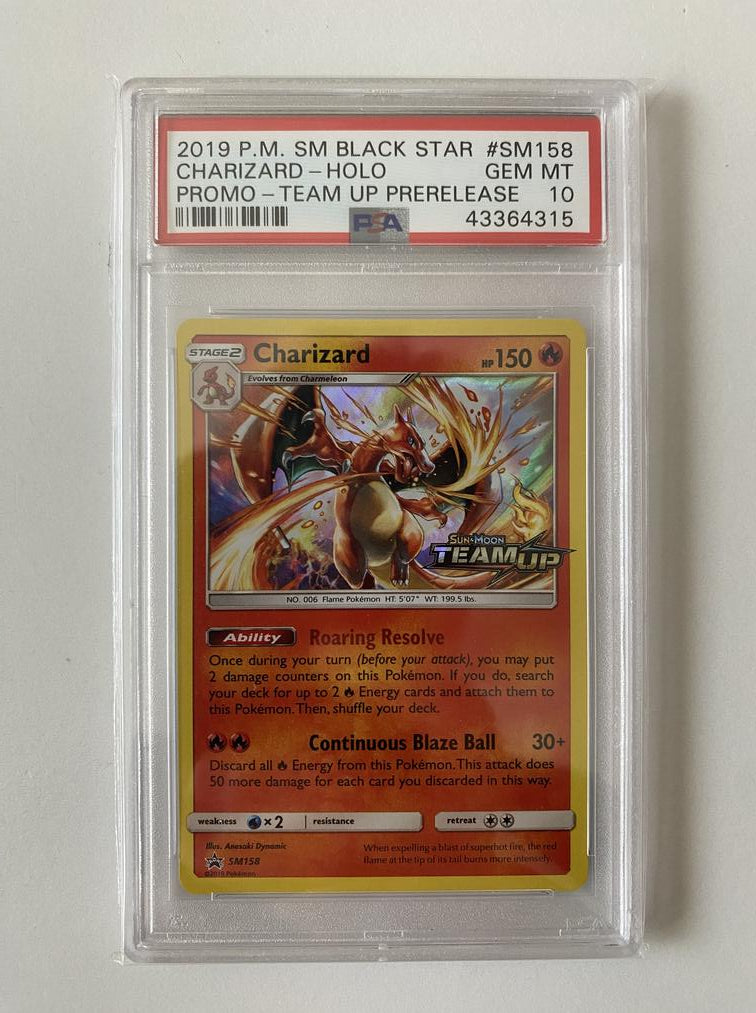 2019 P.M. SM BLACK STAR #SM158
CHARIZARD - HOLO GEM MT
PROMO - TEAM UP PRERELEASE 10
PSA 43364315
STAGE 2 Charizard HP 150
Evolves from Charmeleon
SUN & MOON
TEAM UP
NO. 006 Flame Pokémon HT: 5'07" WT: 199.5 lbs.
Ability Roaring Resolve
Once during your turn (before your attack), you may put
2 damage counters on this Pokémon. If you do, search
your deck for up to 2 Energy cards and attach them to
this Pokémon. Then, shuffle your deck.
Continuous Blaze Ball 30+
Discard all Energy from this Pokémon. This attack does
50 more damage for each card you discarded in this way.
weakness ×2 resistance retreat
Illus. Anesaki Dynamic
When expelling a blast of superhot fire, the red
flame at the tip of its tail burns more intensely.
SM158
©2019 Pokémon